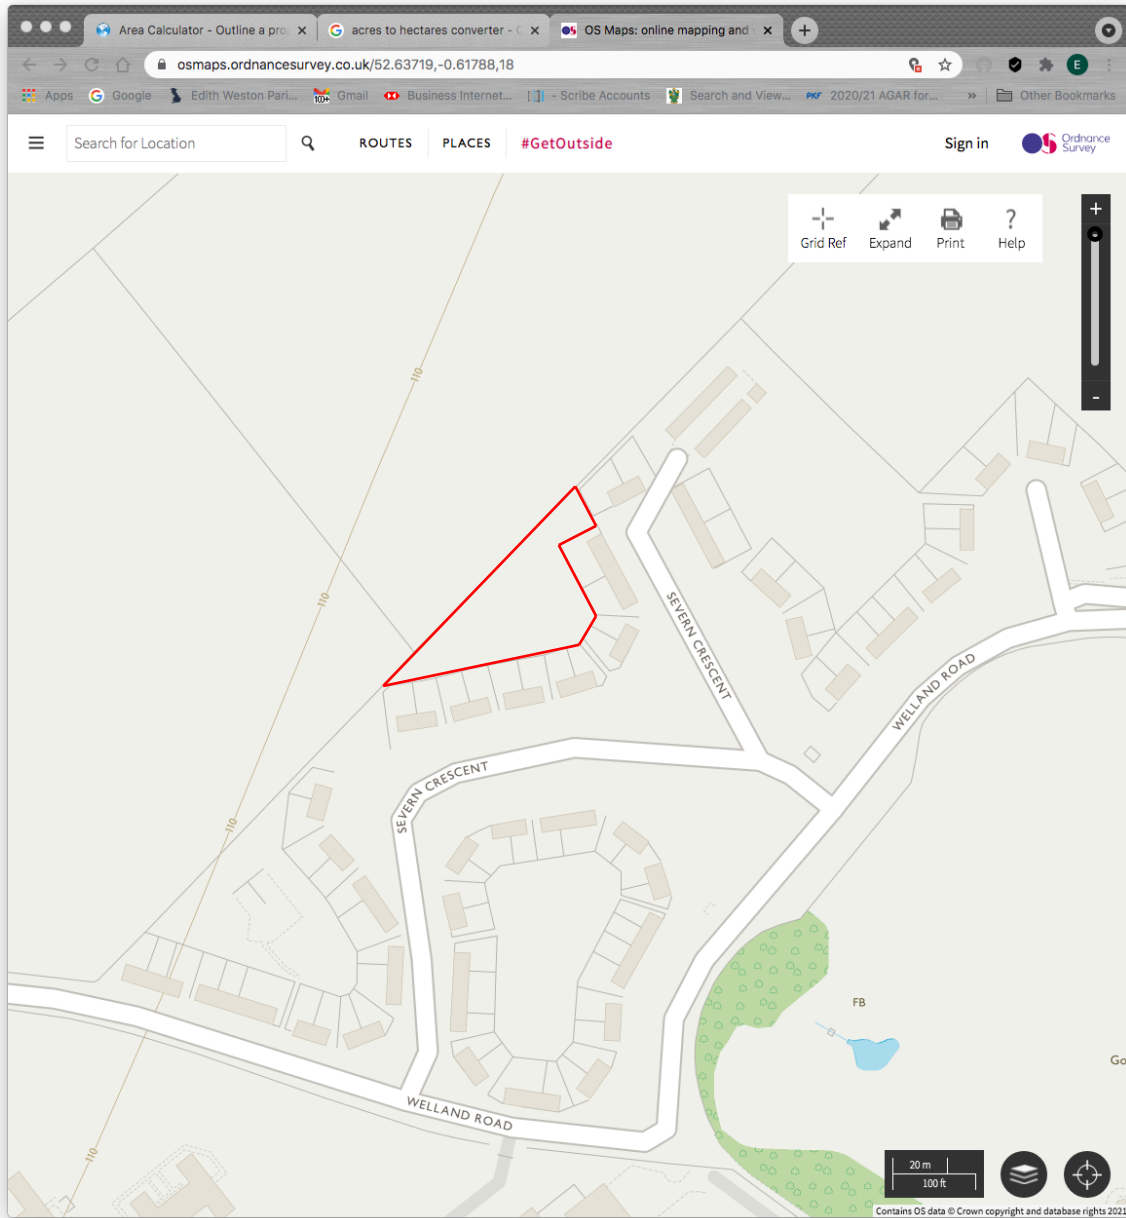 Area Calculator - Outline a pro
acres to hectares converter -
OS Maps: online mapping and
osmaps.ordnancesurvey.co.uk/52.63719,-0.61788,18
E
Apps
Google
Edith Weston Pari...
100+
Gmail
Business Internet...
- Scribe Accounts
Search and View...
PKF
2020/21 AGAR for...
»
Other Bookmarks
Search for Location
ROUTES
PLACES
#GetOutside
Sign in
OS
Ordnance
Survey
+
Grid Ref
Expand
Print
?
Help
-
110
110
SEVERN CRESCENT
WELLAND ROAD
SEVERN CRESCENT
110
FB
Go
WELLAND ROAD
110
20 m
100 ft
Contains OS data © Crown copyright and database rights 2021